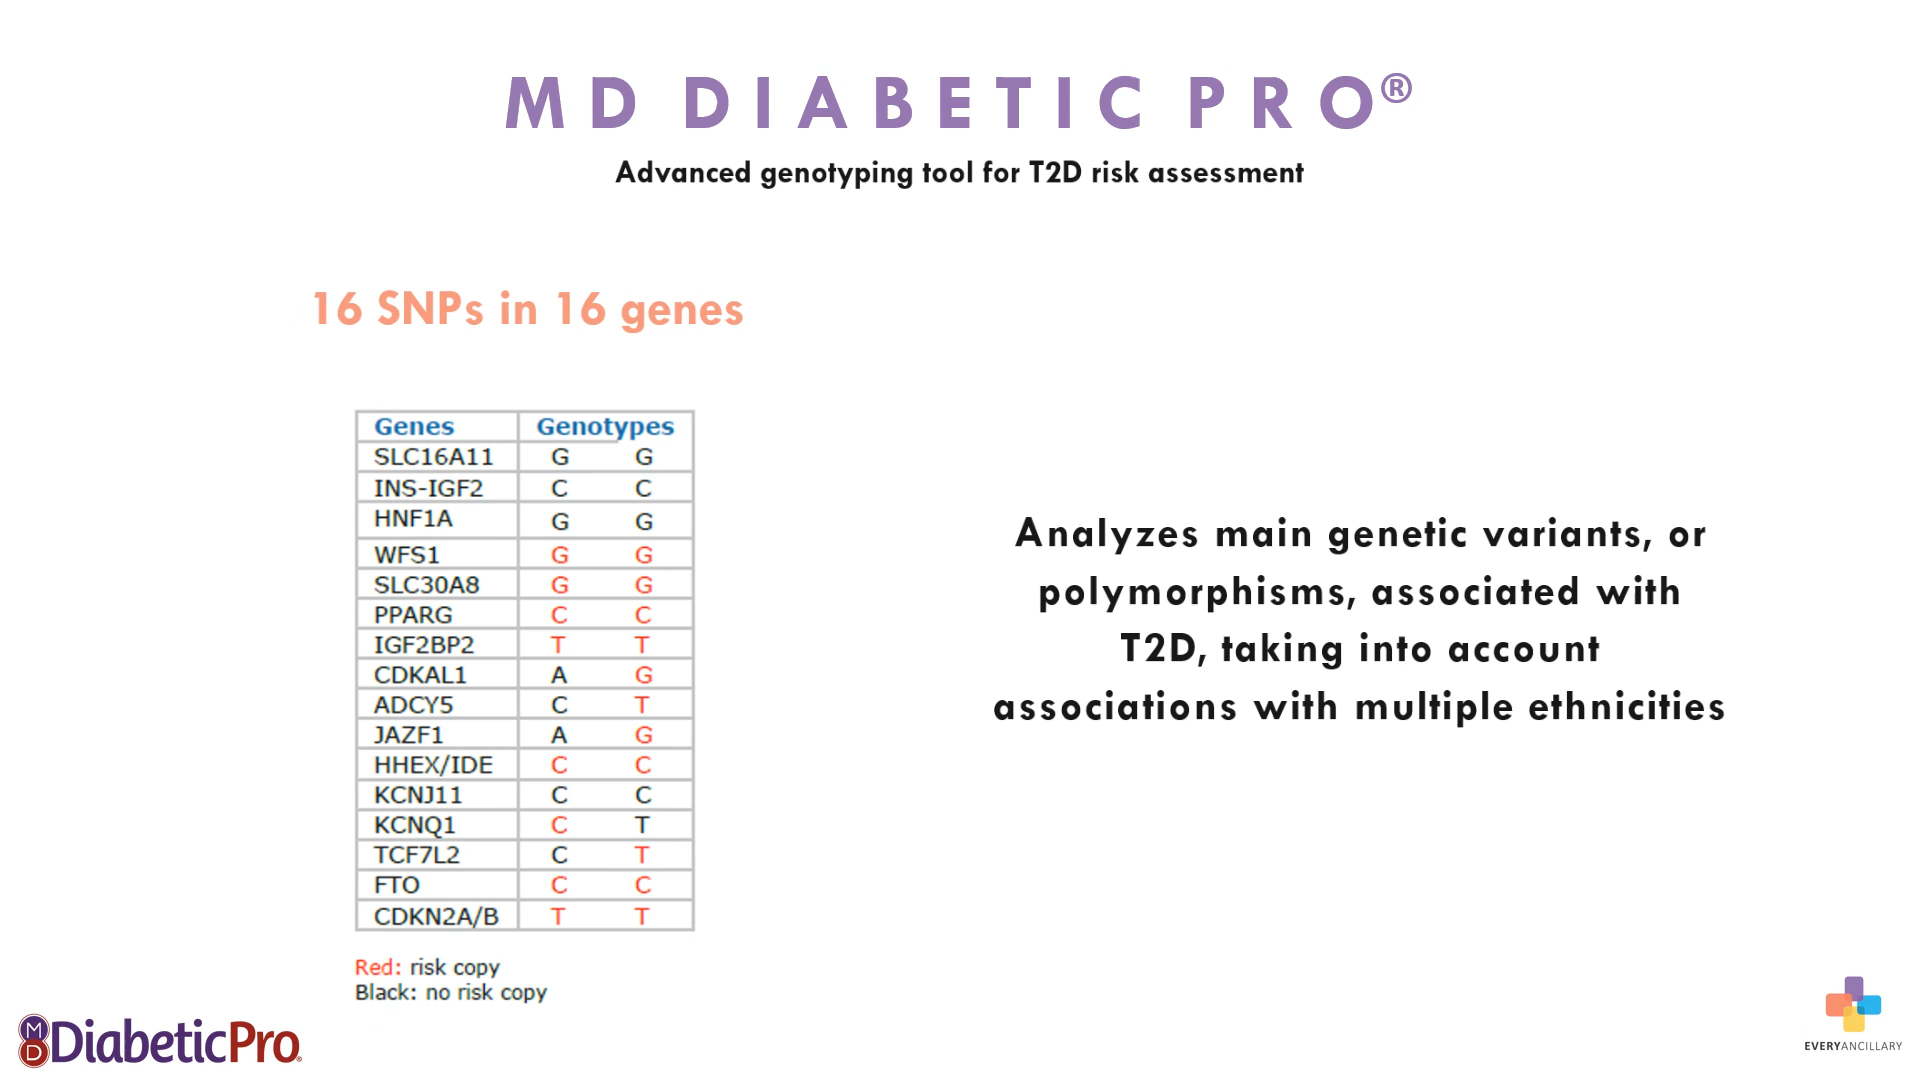 MD DIABETIC PRO®
Advanced genotyping tool for T2D risk assessment
16 SNPs in 16 genes
Genes Genotypes
SLC16A11 G G
INS-IGF2 C C
HNF1A G G
WFS1 G G
SLC30A8 G G
PPARG C C
IGF2BP2 T T
CDKAL1 A G
ADCY5 C T
JAZF1 A G
HHEX/IDE C C
KCNJ11 C C
KCNQ1 C T
TCF7L2 C T
FTO C C
CDKN2A/B T T
Red: risk copy
Black: no risk copy
Analyzes main genetic variants, or
polymorphisms, associated with
T2D, taking into account
associations with multiple ethnicities
MD DiabeticPro®
EVERYANCILLARY